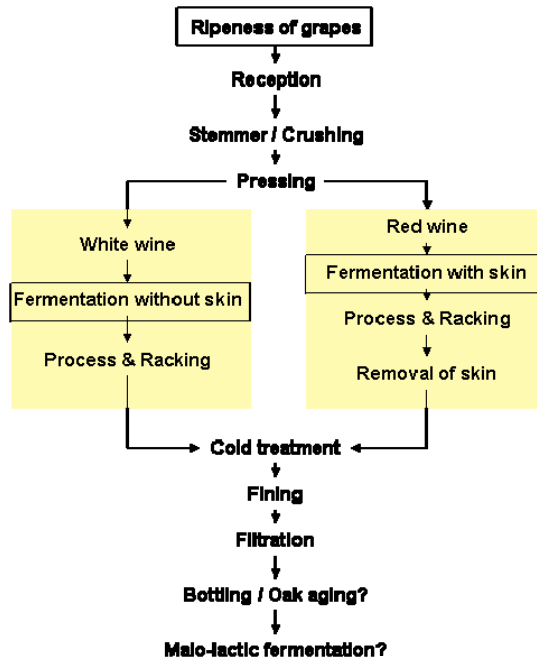 Ripeness of grapes
Reception
Stemmer / Crushing
Pressing
White wine
Fermentation without skin
Process & Racking
Red wine
Fermentation with skin
Process & Racking
Removal of skin
Cold treatment
Fining
Filtration
Bottling / Oak aging?
Malo-lactic fermentation?